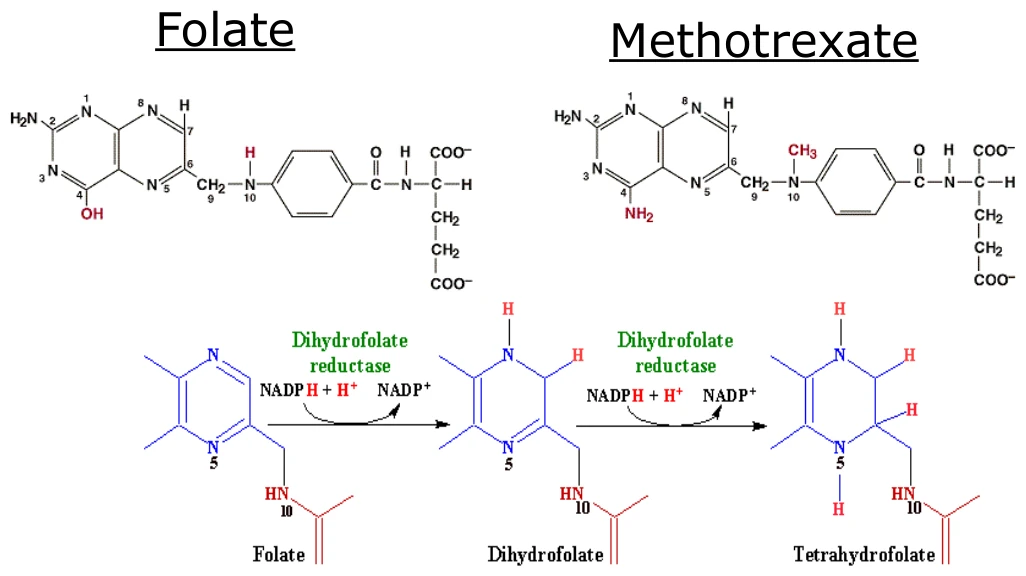 Folate
Methotrexate
H₂N 1 N 2 N 3 4 OH 8 N H 7 6 N 5 CH₂ 9 H N 10 O C H N COO⁻ H CH₂ CH₂ COO⁻
H₂N 1 N 2 N 3 4 NH₂ 8 N H 7 6 N 5 CH₂ 9 CH₃ N 10 O C H N COO⁻ H CH₂ CH₂ COO⁻
Dihydrofolate
reductase
NADPH + H⁺ NADP⁺
Dihydrofolate
reductase
NADPH + H⁺ NADP⁺
N
N
5
HN
10
Folate
H
N
H
N
5
HN
10
Dihydrofolate
H
N
H
H
N
5
H
HN
10
Tetrahydrofolate